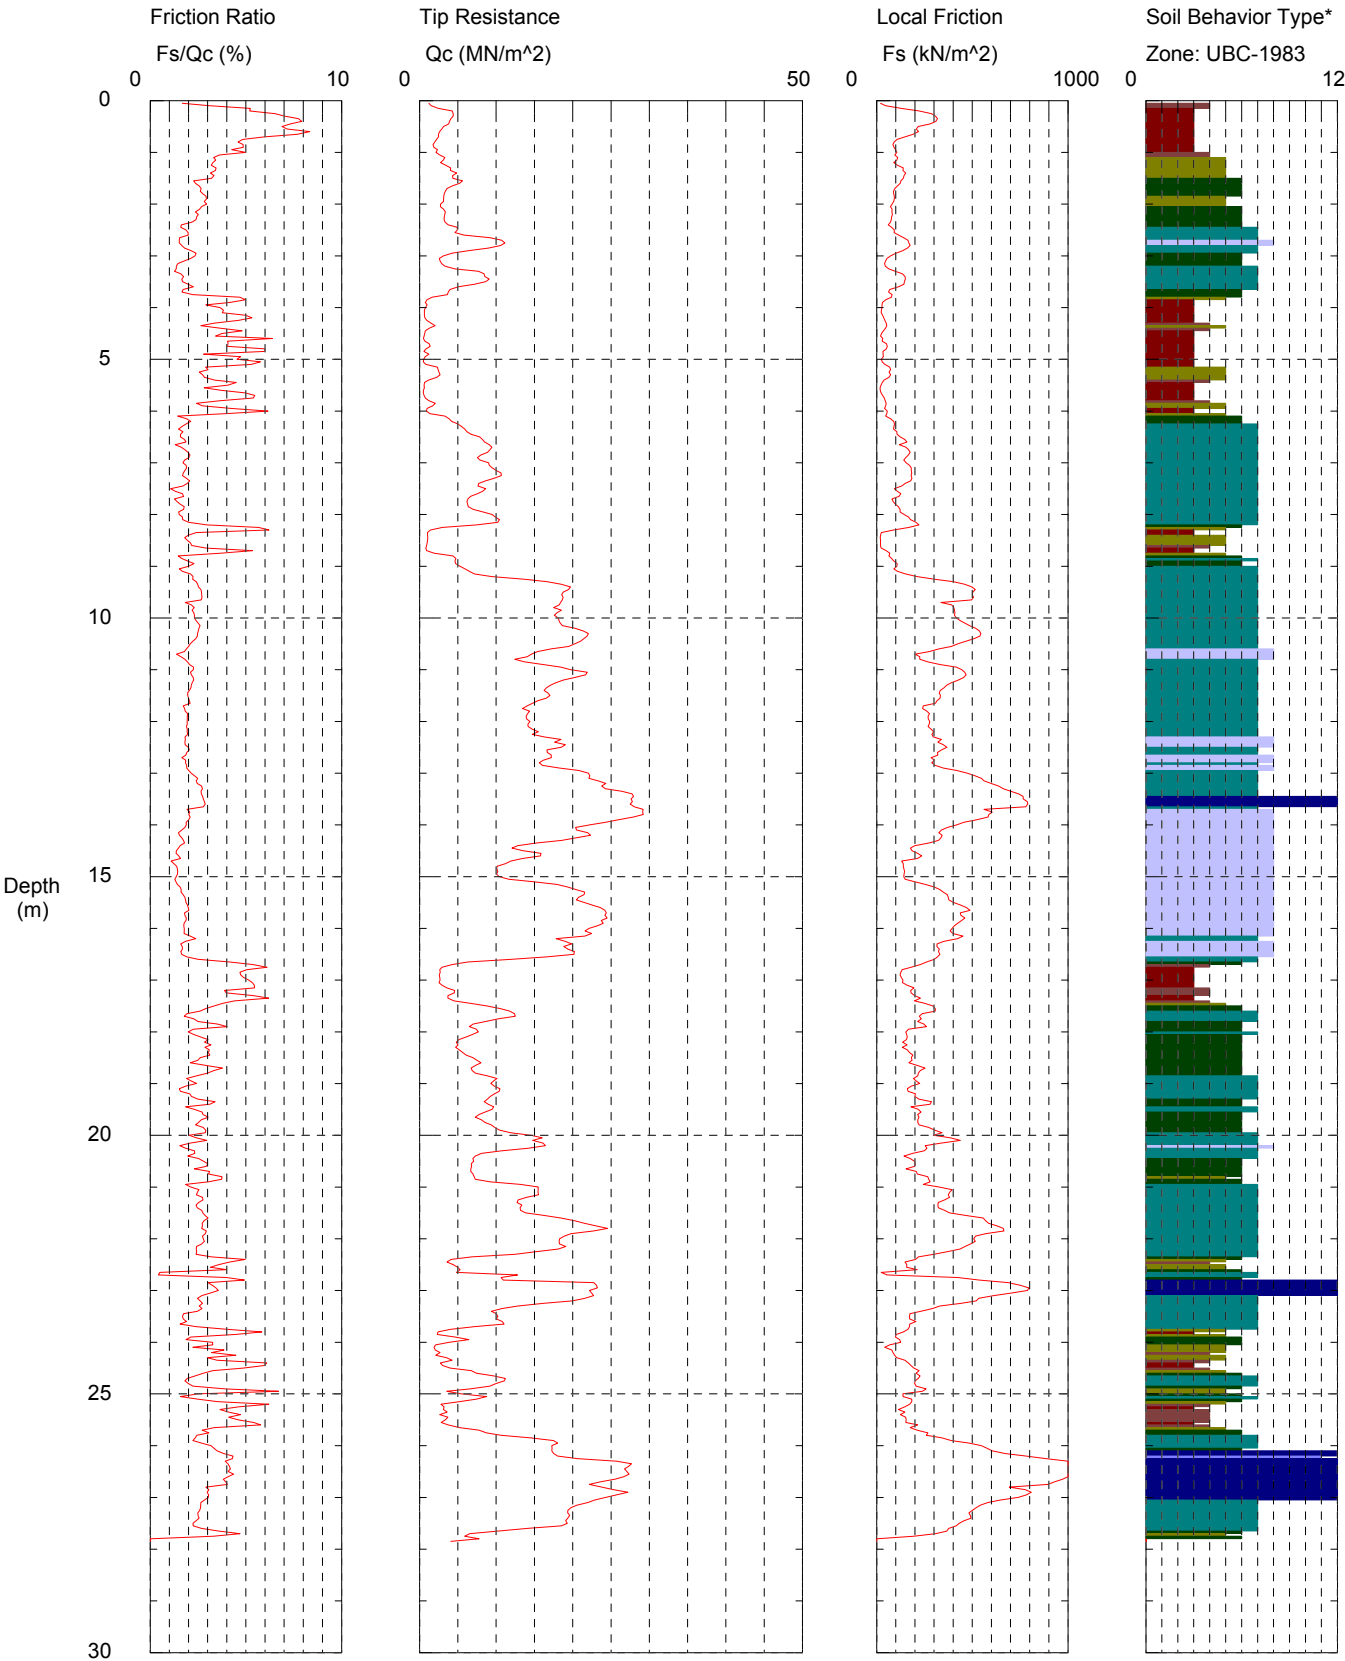 Friction Ratio Tip Resistance Local Friction Soil Behavior Type*
Fs/Qc (%) Qc (MN/m^2) Fs (kN/m^2) Zone: UBC-1983
0 10 0 50 0 1000 0 12
0
5
10
15
Depth
(m)
20
25
30